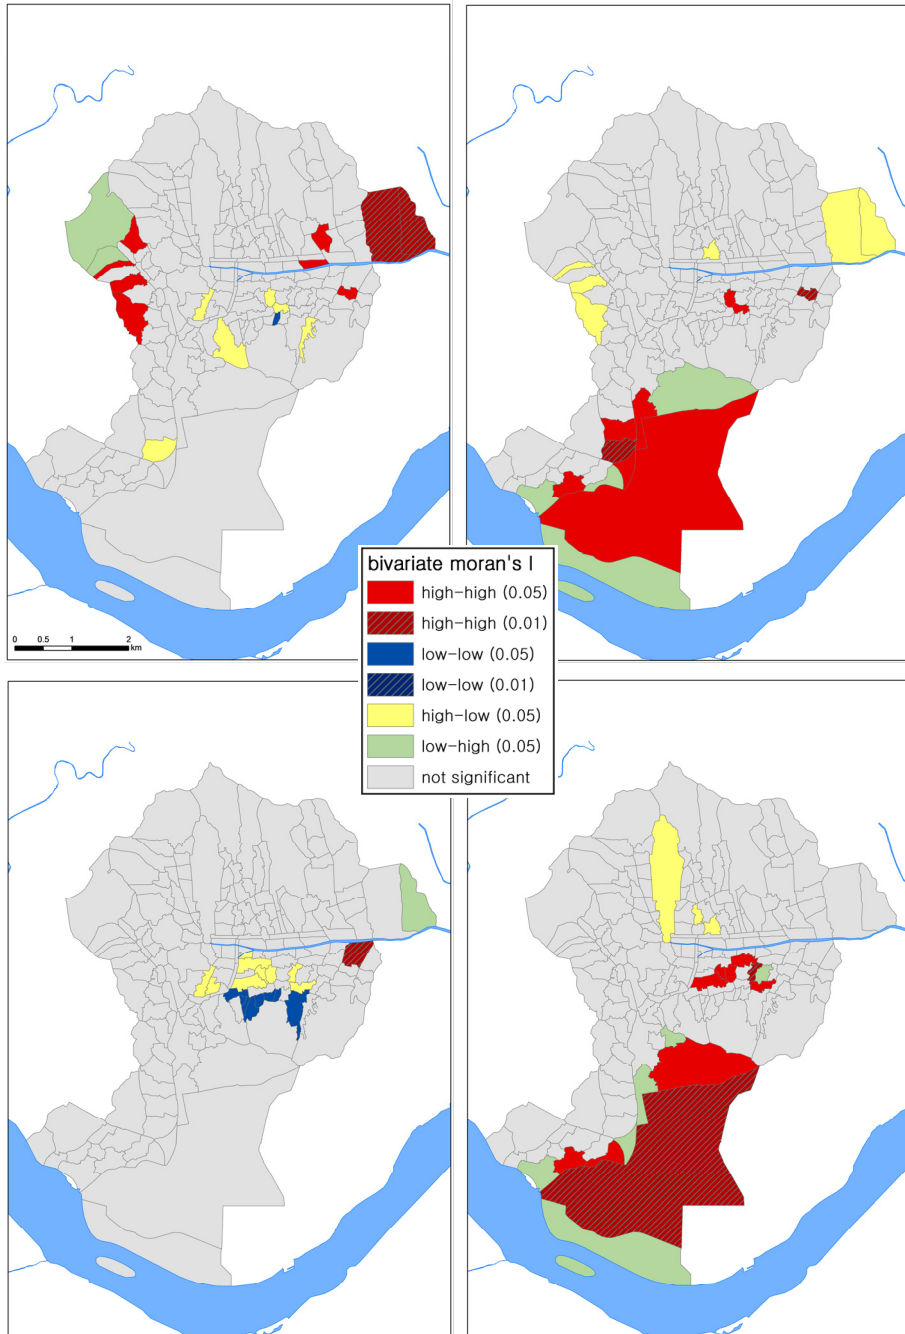 bivariate moran's I
high-high (0.05)
high-high (0.01)
low-low (0.05)
low-low (0.01)
high-low (0.05)
low-high (0.05)
not significant
0 0.5 1 2
km